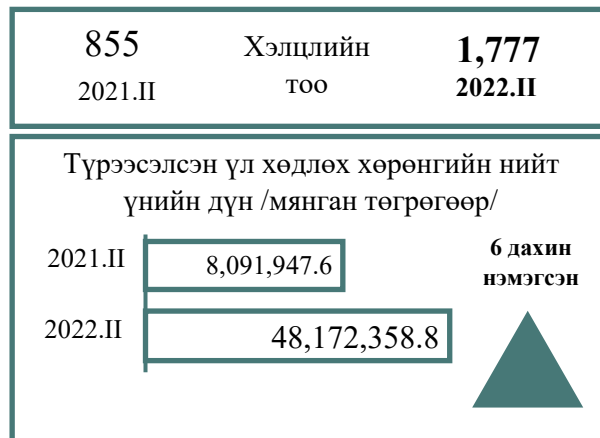 855
2021.II
Хэлцлийн
тоо
1,777
2022.II
Түрээсэлсэн үл хөдлөх хөрөнгийн нийт
үнийн дүн /мянган төгрөгөөр/
2021.II
8,091,947.6
2022.II
48,172,358.8
6 дахин
нэмэгсэн